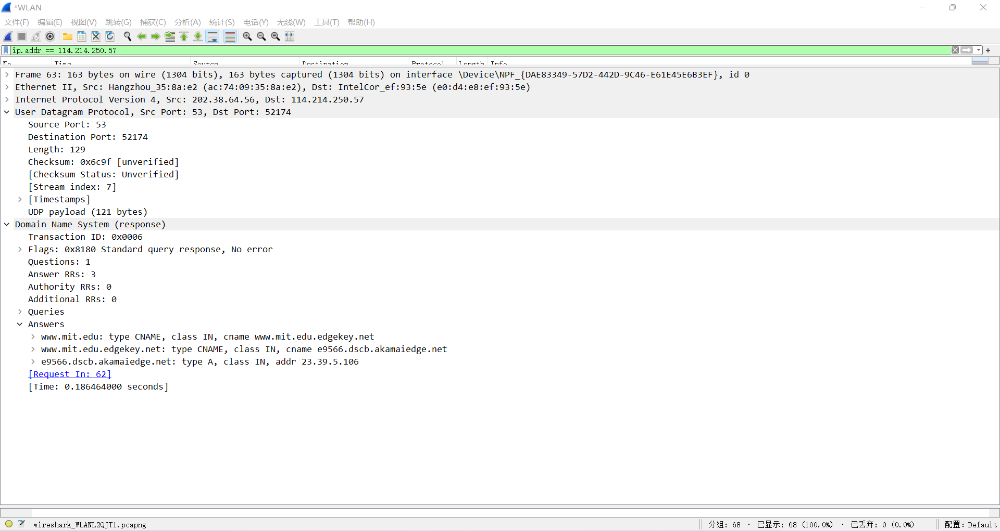 *WLAN
文件(F) 编辑(E) 视图(V) 跳转(G) 捕获(C) 分析(A) 统计(S) 电话(Y) 无线(W) 工具(T) 帮助(H)
ip.addr == 114.214.250.57
No. Time Source Destination Protocol Length Info
Frame 63: 163 bytes on wire (1304 bits), 163 bytes captured (1304 bits) on interface \Device\NPF_{DAE83349-57D2-442D-9C46-E61E45E6B3EF}, id 0
Ethernet II, Src: Hangzhou_35:8a:e2 (ac:74:09:35:8a:e2), Dst: IntelCor_ef:93:5e (e0:d4:e8:ef:93:5e)
Internet Protocol Version 4, Src: 202.38.64.56, Dst: 114.214.250.57
User Datagram Protocol, Src Port: 53, Dst Port: 52174
Source Port: 53
Destination Port: 52174
Length: 129
Checksum: 0x6c9f [unverified]
[Checksum Status: Unverified]
[Stream index: 7]
[Timestamps]
UDP payload (121 bytes)
Domain Name System (response)
Transaction ID: 0x0006
Flags: 0x8180 Standard query response, No error
Questions: 1
Answer RRs: 3
Authority RRs: 0
Additional RRs: 0
Queries
Answers
www.mit.edu: type CNAME, class IN, cname www.mit.edu.edgekey.net
www.mit.edu.edgekey.net: type CNAME, class IN, cname e9566.dscb.akamaiedge.net
e9566.dscb.akamaiedge.net: type A, class IN, addr 23.39.5.106
[Request In: 62]
[Time: 0.186464000 seconds]
wireshark_WLANL2QJT1.pcapng 分组: 68 · 已显示: 68 (100.0%) · 已丢弃: 0 (0.0%) 配置: Default